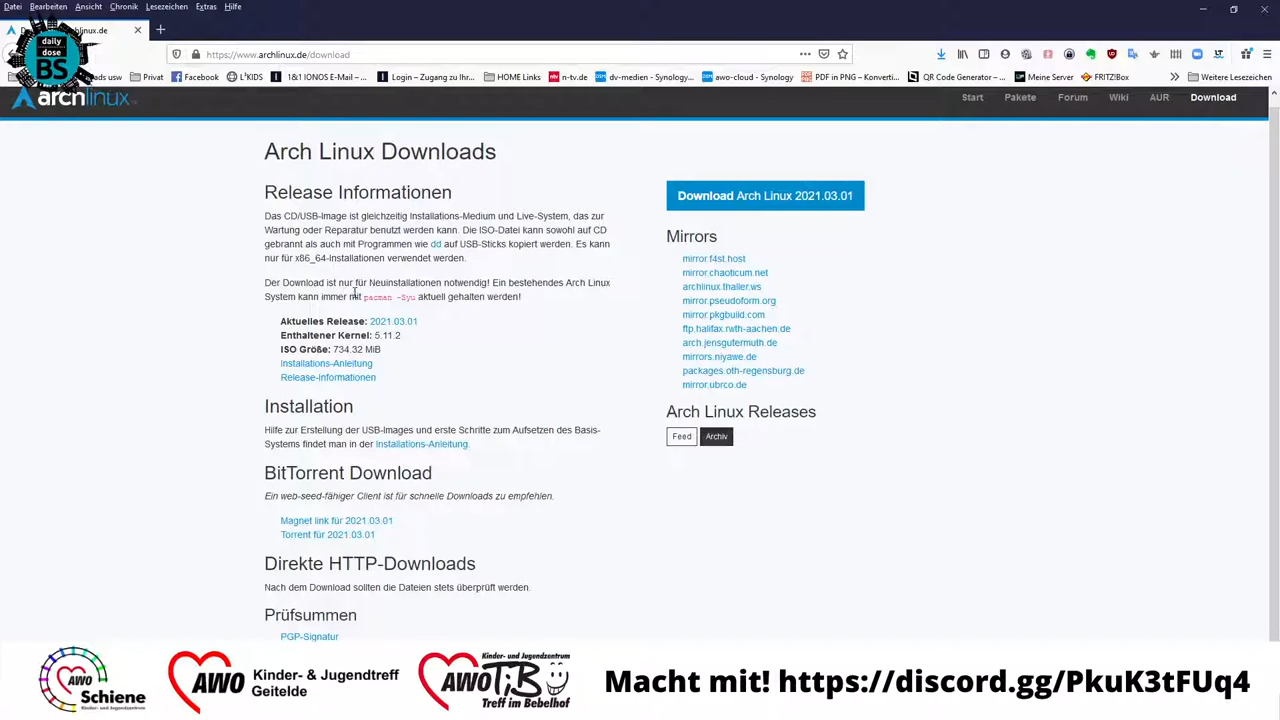 Datei Bearbeiten Ansicht Chronik Lesezeichen Extras Hilfe
https://www.archlinux.de/download
daily
dose
BS
Privat Facebook L²KIDS 1&1 IONOS E-Mail – ... Login – Zugang zu Ihr... HOME Links n-tv.de dv-medien - Synology... awo-cloud - Synology PDF in PNG – Konverti... QR Code Generator – ... Meine Server FRITZ!Box Weitere Lesezeichen
archlinux Start Pakete Forum Wiki AUR Download
Arch Linux Downloads
Release Informationen
Das CD/USB-Image ist gleichzeitig Installations-Medium und Live-System, das zur
Wartung oder Reparatur benutzt werden kann. Die ISO-Datei kann sowohl auf CD
gebrannt als auch mit Programmen wie dd auf USB-Sticks kopiert werden. Es kann
nur für x86_64-Installationen verwendet werden.
Der Download ist nur für Neuinstallationen notwendig! Ein bestehendes Arch Linux
System kann immer mit pacman -Syu aktuell gehalten werden!
Aktuelles Release: 2021.03.01
Enthaltener Kernel: 5.11.2
ISO Größe: 734.32 MiB
Installations-Anleitung
Release-Informationen
Installation
Hilfe zur Erstellung der USB-Images und erste Schritte zum Aufsetzen des Basis-
Systems findet man in der Installations-Anleitung.
BitTorrent Download
Ein web-seed-fähiger Client ist für schnelle Downloads zu empfehlen.
Magnet link für 2021.03.01
Torrent für 2021.03.01
Direkte HTTP-Downloads
Nach dem Download sollten die Dateien stets überprüft werden.
Prüfsummen
PGP-Signatur
Download Arch Linux 2021.03.01
Mirrors
mirror.f4st.host
mirror.chaoticum.net
archlinux.thaller.ws
mirror.pseudoform.org
mirror.pkgbuild.com
ftp.halifax.rwth-aachen.de
arch.jensgutermuth.de
mirrors.niyawe.de
packages.oth-regensburg.de
mirror.ubrco.de
Arch Linux Releases
Feed Archiv
AWO
Schiene
Kinder- und Jugendzentrum
AWO Kinder- & Jugendtreff
Geitelde
Kinder- und Jugendzentrum
AWO TiB
Treff im Bebelhof
Macht mit! https://discord.gg/PkuK3tFUq4